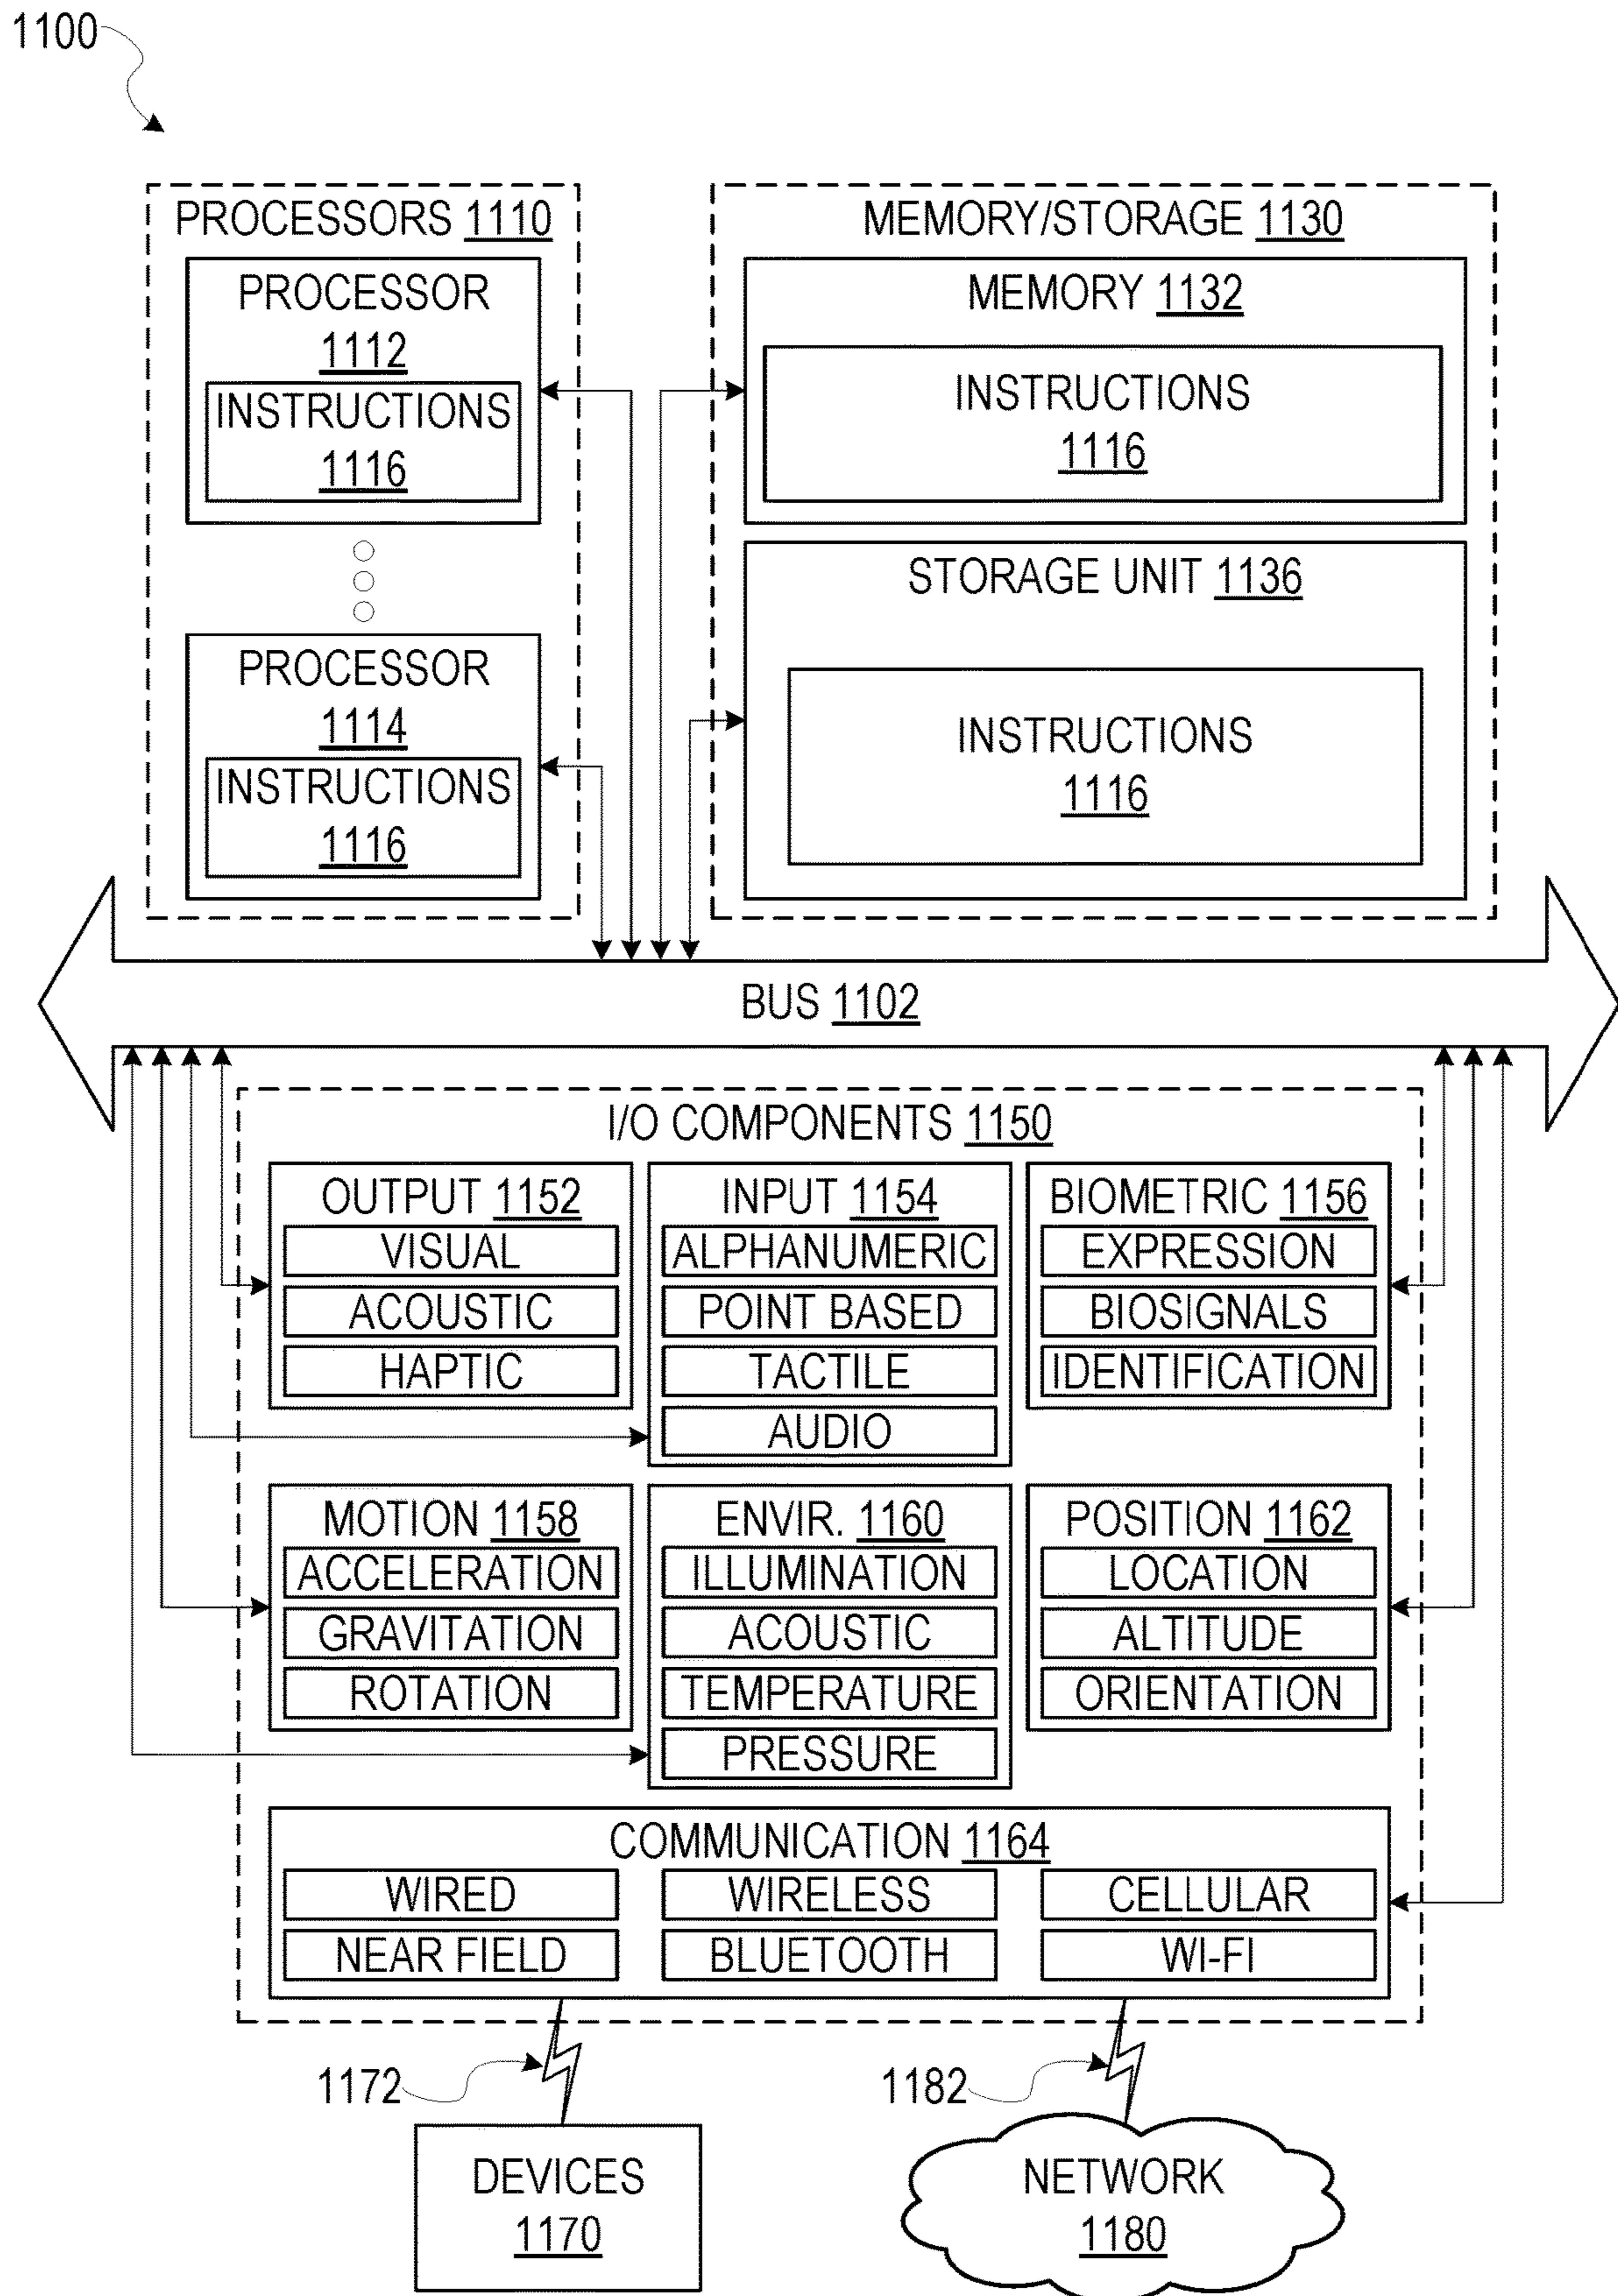 1100
PROCESSORS 1110
PROCESSOR
1112
INSTRUCTIONS
1116
PROCESSOR
1114
INSTRUCTIONS
1116
MEMORY/STORAGE 1130
MEMORY 1132
INSTRUCTIONS
1116
STORAGE UNIT 1136
INSTRUCTIONS
1116
BUS 1102
I/O COMPONENTS 1150
OUTPUT 1152
VISUAL
ACOUSTIC
HAPTIC
INPUT 1154
ALPHANUMERIC
POINT BASED
TACTILE
AUDIO
BIOMETRIC 1156
EXPRESSION
BIOSIGNALS
IDENTIFICATION
MOTION 1158
ACCELERATION
GRAVITATION
ROTATION
ENVIR. 1160
ILLUMINATION
ACOUSTIC
TEMPERATURE
PRESSURE
POSITION 1162
LOCATION
ALTITUDE
ORIENTATION
COMMUNICATION 1164
WIRED
WIRELESS
CELLULAR
NEAR FIELD
BLUETOOTH
WI-FI
1172
1182
DEVICES
1170
NETWORK
1180